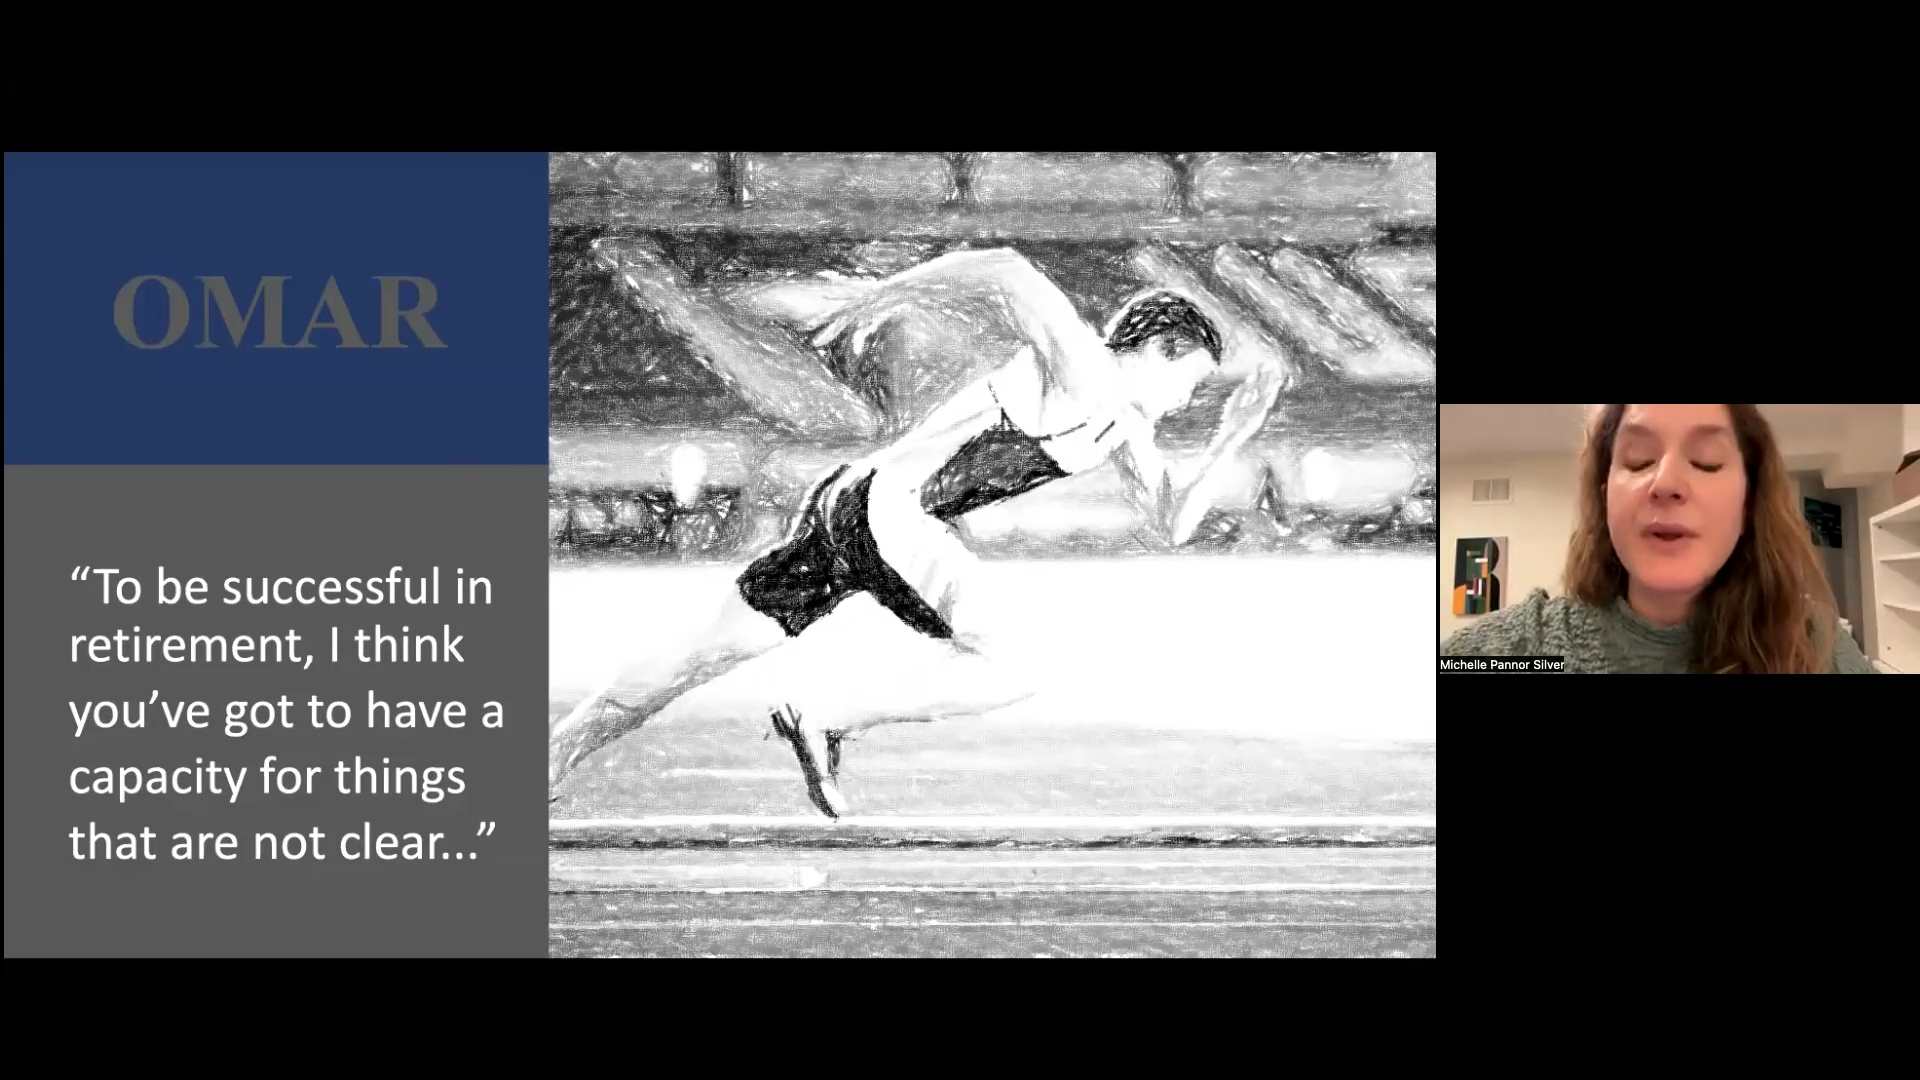 OMAR
“To be successful in
retirement, I think
you’ve got to have a
capacity for things
that are not clear...”
Michelle Pannor Silver